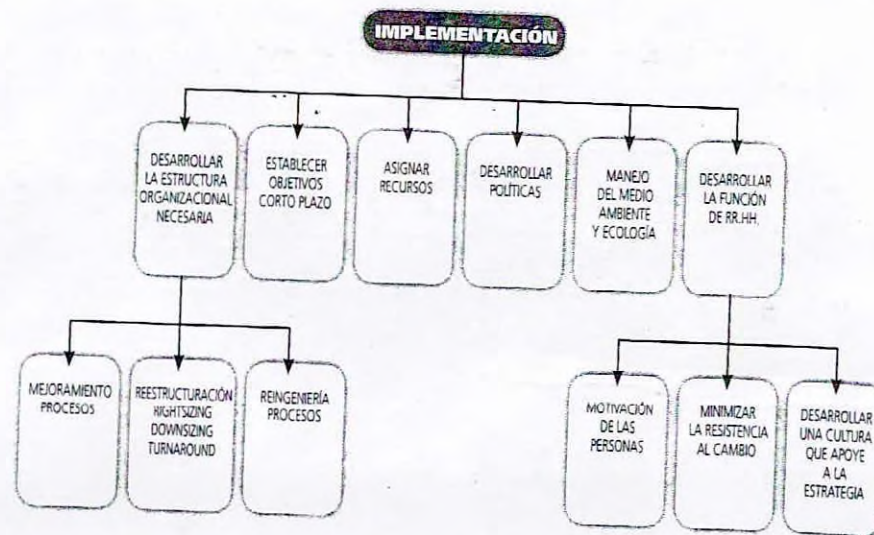 IMPLEMENTACIÓN
DESARROLLAR
LA ESTRUCTURA
ORGANIZACIONAL
NECESARIA
ESTABLECER
OBJETIVOS
CORTO PLAZO
ASIGNAR
RECURSOS
DESARROLLAR
POLÍTICAS
MANEJO
DEL MEDIO
AMBIENTE
Y ECOLOGÍA
DESARROLLAR
LA FUNCIÓN
DE RR.HH.
MEJORAMIENTO
PROCESOS
REESTRUCTURACIÓN
RIGHTSIZING
DOWNSIZING
TURNAROUND
REINGENIERÍA
PROCESOS
MOTIVACIÓN
DE LAS
PERSONAS
MINIMIZAR
LA RESISTENCIA
AL CAMBIO
DESARROLLAR
UNA CULTURA
QUE APOYE
A LA
ESTRATEGIA